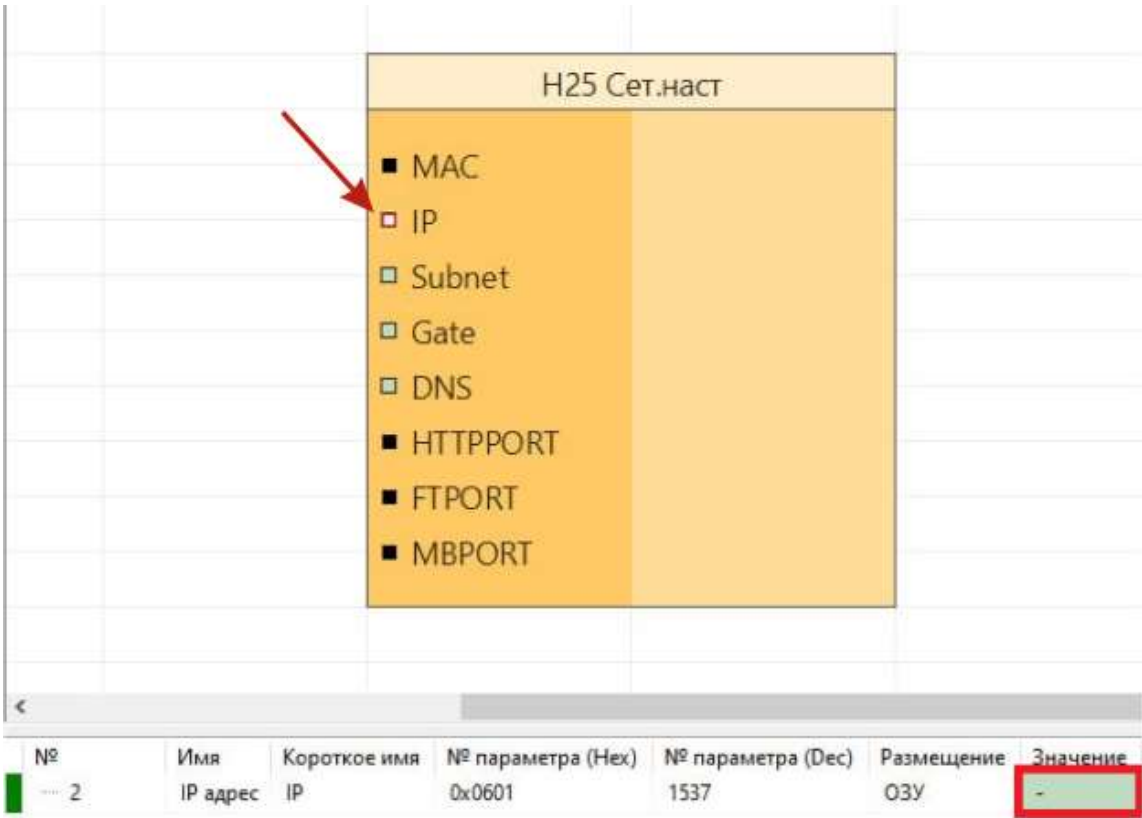 H25 Сет.наст
MAC
IP
Subnet
Gate
DNS
HTTPPORT
FTPORT
MBPORT
№ Имя Короткое имя № параметра (Hex) № параметра (Dec) Размещение Значение
2 IP адрес IP 0x0601 1537 ОЗУ -